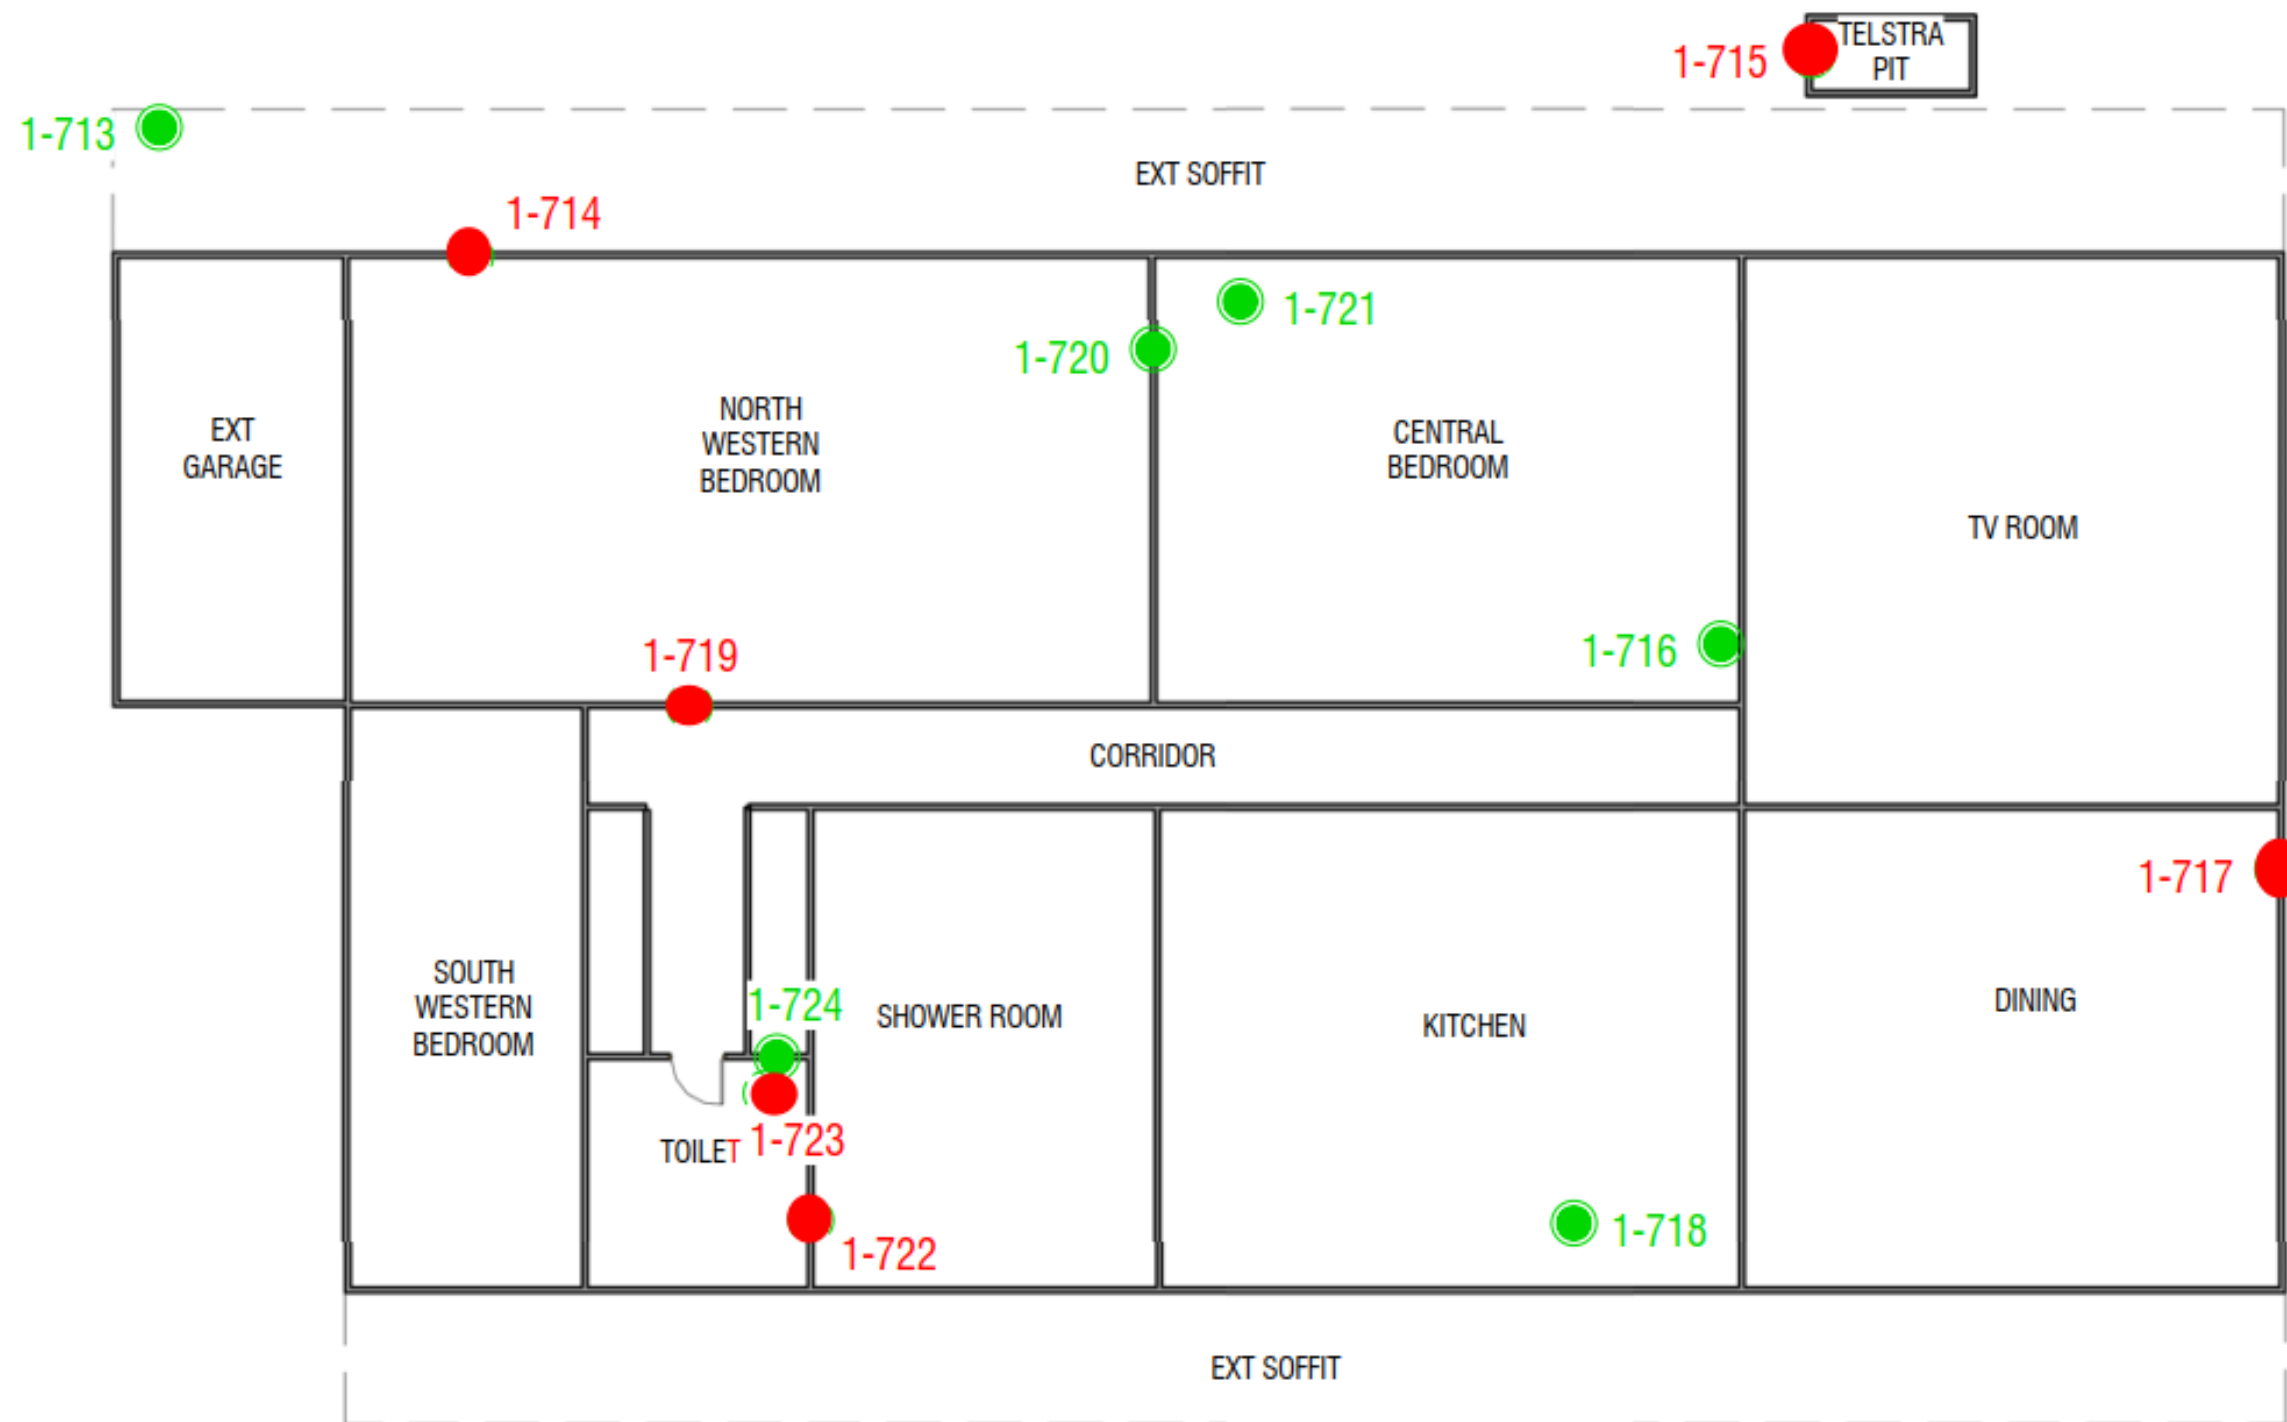 TELSTRA
PIT
1-715
1-713
EXT SOFFIT
1-714
1-721
1-720
NORTH
WESTERN
BEDROOM
EXT
GARAGE
CENTRAL
BEDROOM
TV ROOM
1-719
1-716
CORRIDOR
1-717
SOUTH
WESTERN
BEDROOM
1-724
SHOWER ROOM
KITCHEN
DINING
TOILET
1-723
1-722
1-718
EXT SOFFIT